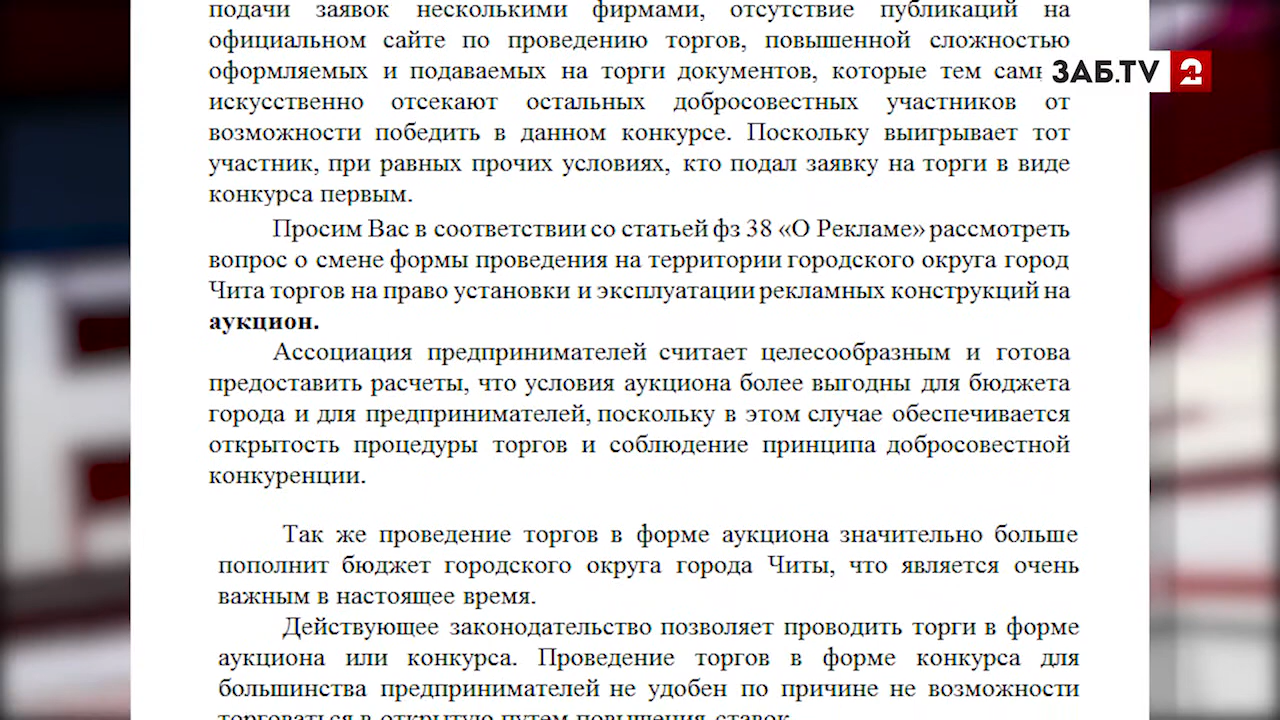 подачи заявок несколькими фирмами, отсутствие публикаций на
официальном сайте по проведению торгов, повышенной сложностью
оформляемых и подаваемых на торги документов, которые тем
ЗАБ.TV 24
искусственно отсекают остальных добросовестных участников от
возможности победить в данном конкурсе. Поскольку выигрывает тот
участник, при равных прочих условиях, кто подал заявку на торги в виде
конкурса первым.
Просим Вас в соответствии со статьей фз 38 «О Рекламе» рассмотреть
вопрос о смене формы проведения на территории городского округа город
Чита торгов на право установки и эксплуатации рекламных конструкций на
аукцион.
Ассоциация предпринимателей считает целесообразным и готова
предоставить расчеты, что условия аукциона более выгодны для бюджета
города и для предпринимателей, поскольку в этом случае обеспечивается
открытость процедуры торгов и соблюдение принципа добросовестной
конкуренции.
Так же проведение торгов в форме аукциона значительно больше
пополнит бюджет городского округа города Читы, что является очень
важным в настоящее время.
Действующее законодательство позволяет проводить торги в форме
аукциона или конкурса. Проведение торгов в форме конкурса для
большинства предпринимателей не удобен по причине не возможности
торговаться в открытую путем повышения ставок.